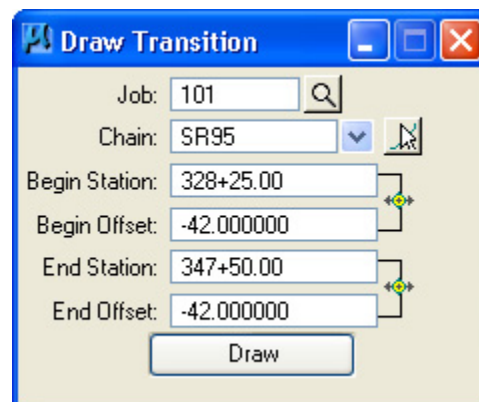 Draw Transition
Job: 101
Chain: SR95
Begin Station: 328+25.00
Begin Offset: -42.000000
End Station: 347+50.00
End Offset: -42.000000
Draw